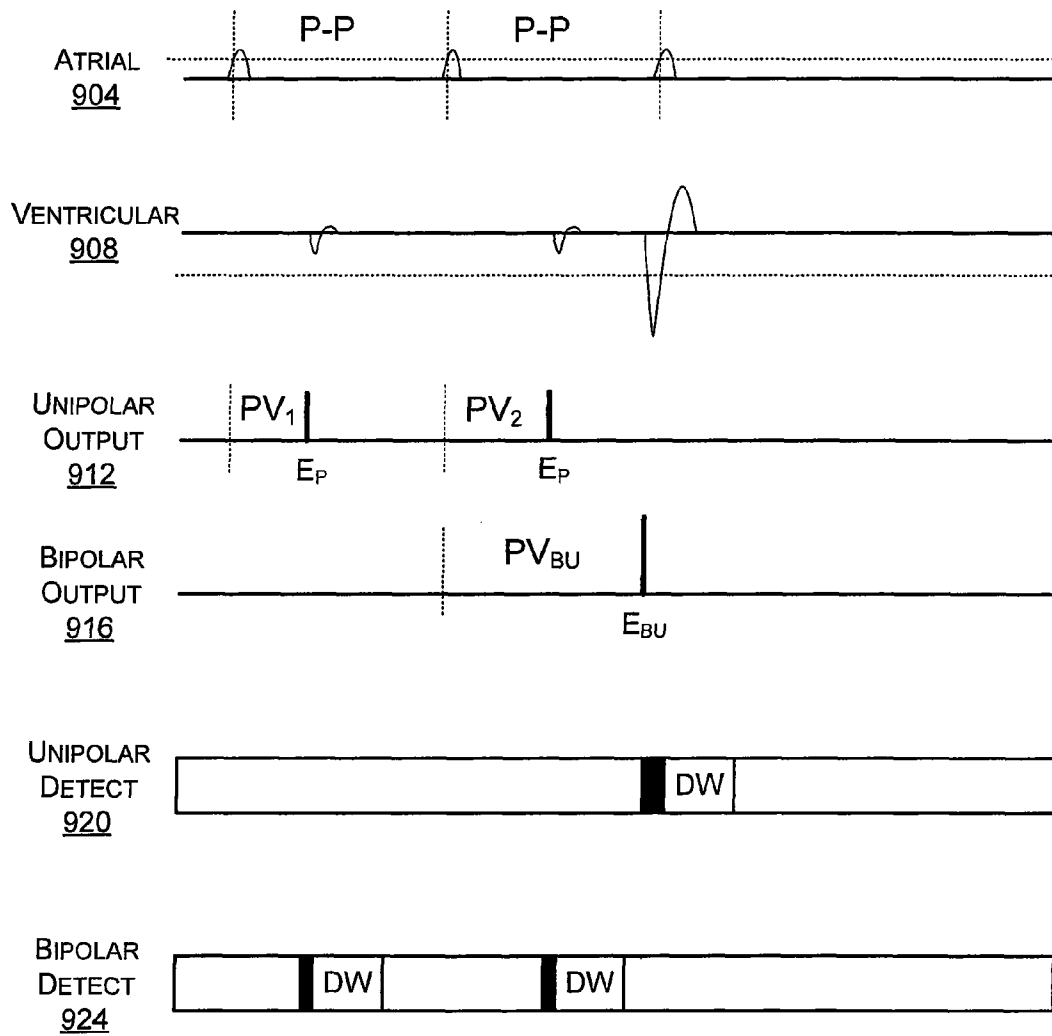 P-P P-P
ATRIAL
904
VENTRICULAR
908
UNIPOLAR
OUTPUT
912
PV1 PV2
EP EP
BIPOLAR
OUTPUT
916
PVBU
EBU
UNIPOLAR
DETECT
920
DW
BIPOLAR
DETECT
924
DW DW